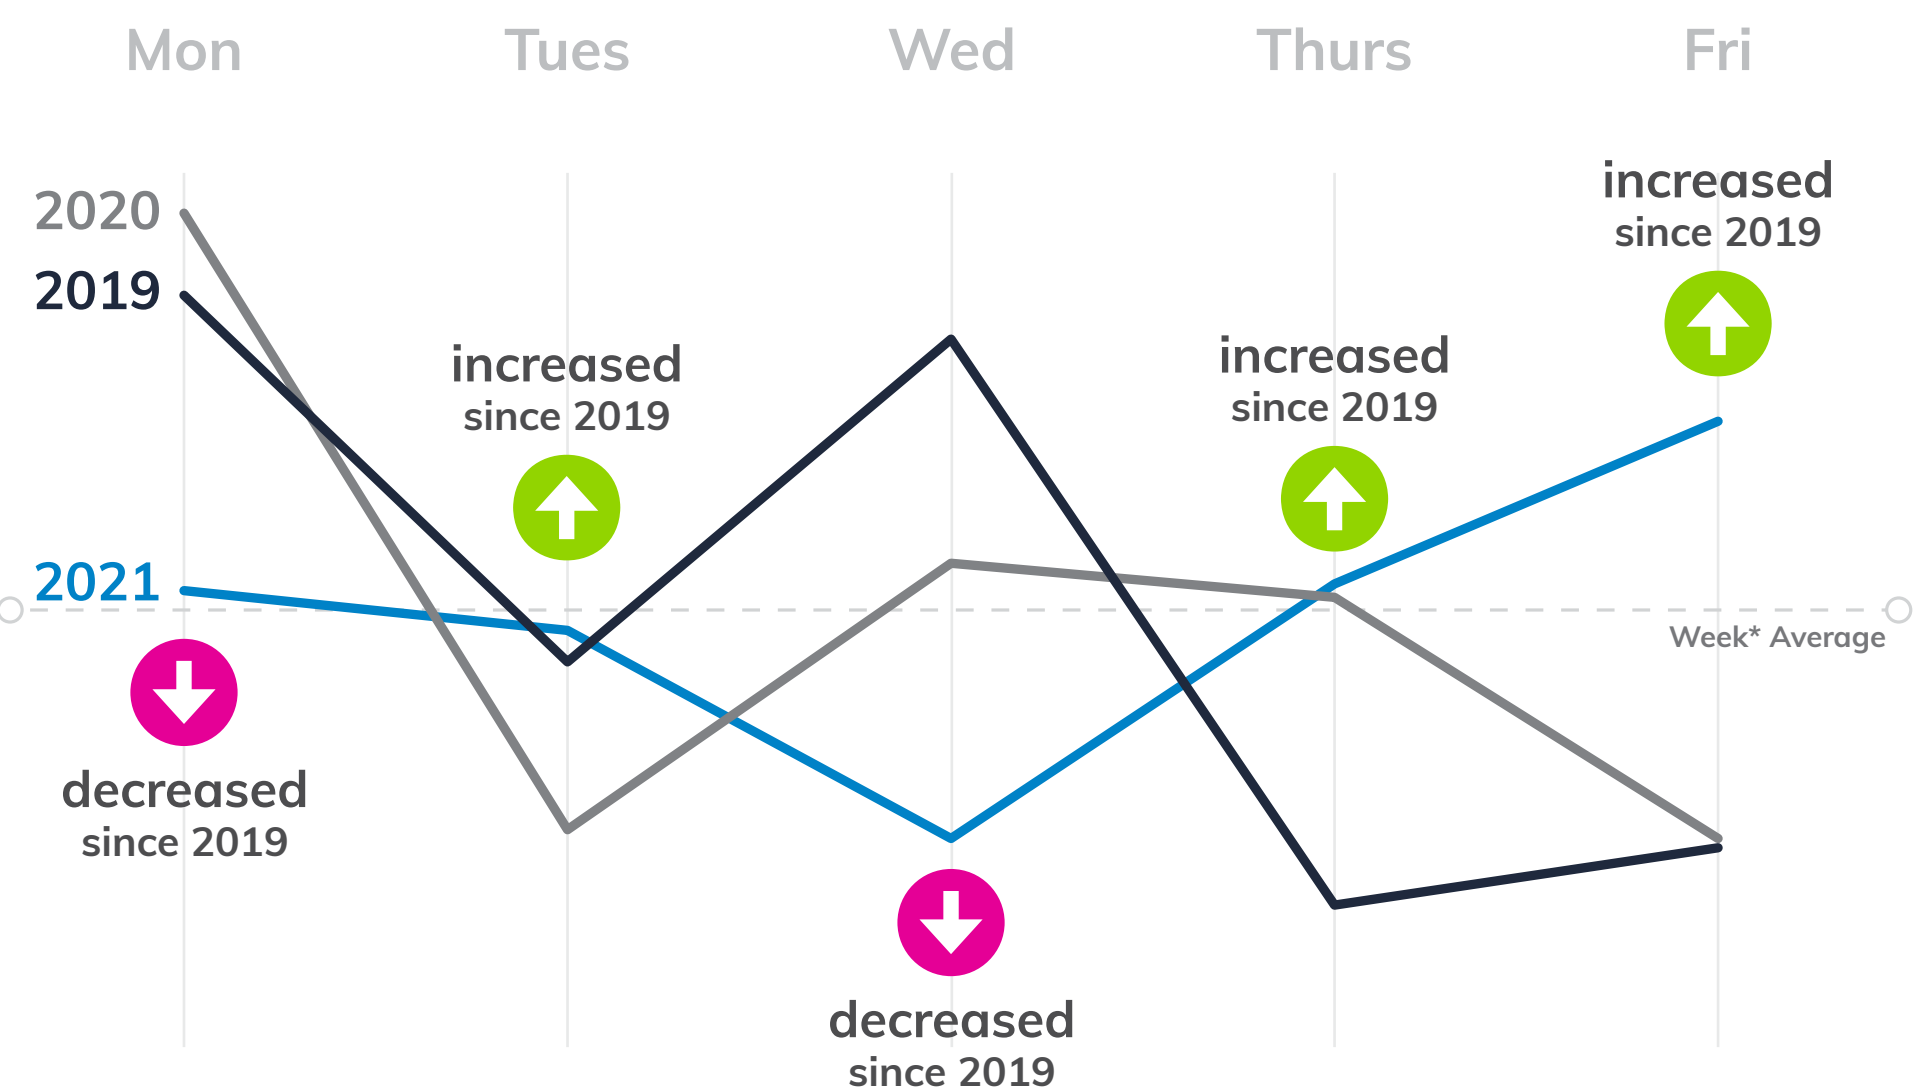 Mon
Tues
Wed
Thurs
Fri
2020
2019
2021
decreased
since 2019
increased
since 2019
decreased
since 2019
increased
since 2019
increased
since 2019
Week* Average